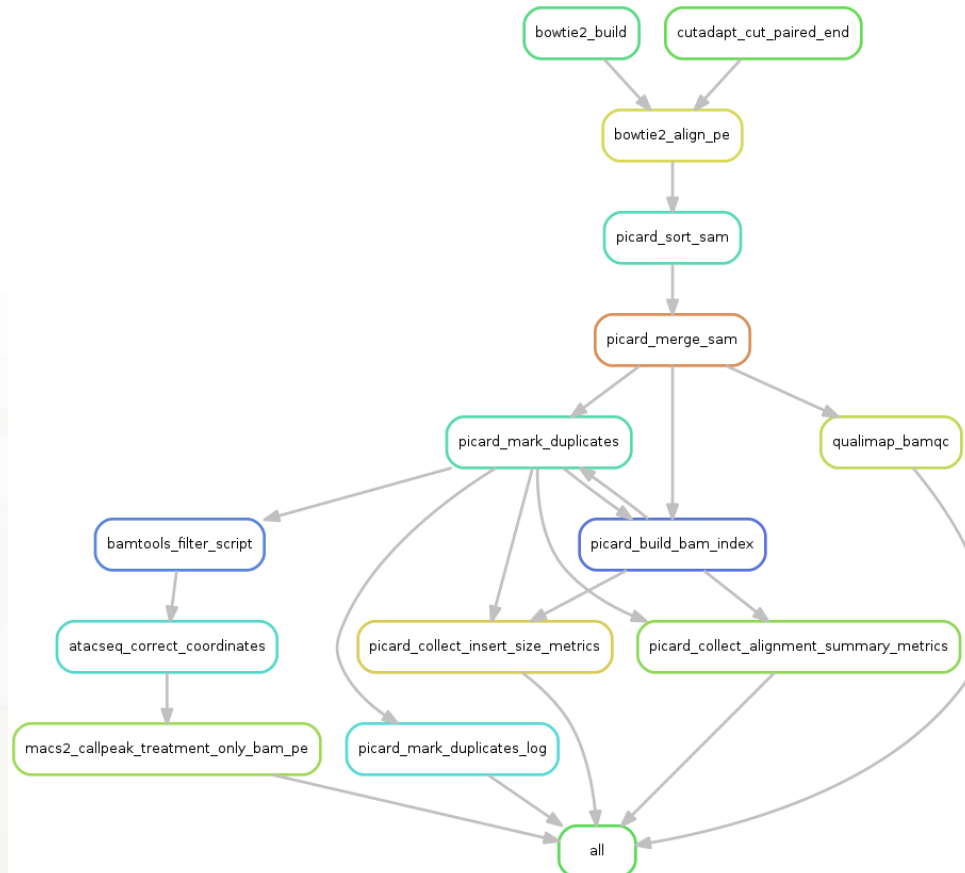 bowtie2_build
cutadapt_cut_paired_end
bowtie2_align_pe
picard_sort_sam
picard_merge_sam
picard_mark_duplicates
qualimap_bamqc
bamtools_filter_script
picard_build_bam_index
atacseq_correct_coordinates
picard_collect_insert_size_metrics
picard_collect_alignment_summary_metrics
macs2_callpeak_treatment_only_bam_pe
picard_mark_duplicates_log
all